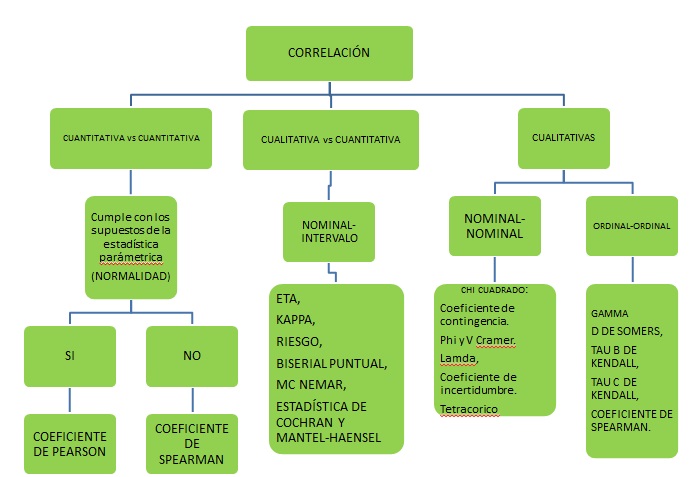 CORRELACIÓN
CUANTITATIVA vs CUANTITATIVA
CUALITATIVA vs CUANTITATIVA
CUALITATIVAS
Cumple con los
supuestos de la
estadística
parámetrica
(NORMALIDAD)
NOMINAL-
INTERVALO
NOMINAL-
NOMINAL
ORDINAL-ORDINAL
SI
NO
COEFICIENTE
DE PEARSON
COEFICIENTE
DE
SPEARMAN
ETA,
KAPPA,
RIESGO,
BISERIAL PUNTUAL,
MC NEMAR,
ESTADÍSTICA DE
COCHRAN Y
MANTEL-HAENSEL
CHI CUADRADO:
Coeficiente de
contingencia.
Phi y V Cramer.
Lamda,
Coeficiente de
incertidumbre.
Tetracorico
GAMMA
D DE SOMERS,
TAU B DE
KENDALL,
TAU C DE
KENDALL,
COEFICIENTE DE
SPEARMAN.